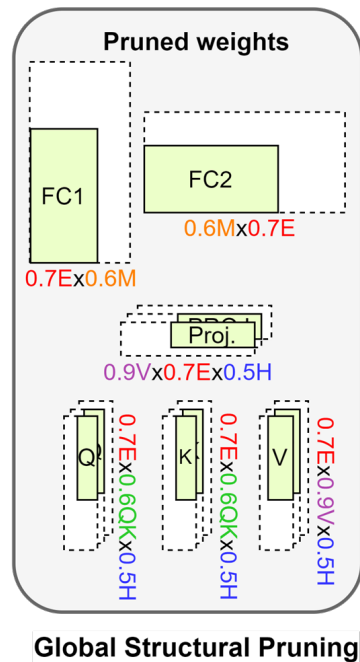 Pruned weights
FC1
FC2
0.6Mx0.7E
0.7Ex0.6M
Proj.
0.9Vx0.7Ex0.5H
Q
K
V
0.7Ex0.6QKx0.5H
0.7Ex0.6QKx0.5H
0.7Ex0.9Vx0.5H
Global Structural Pruning